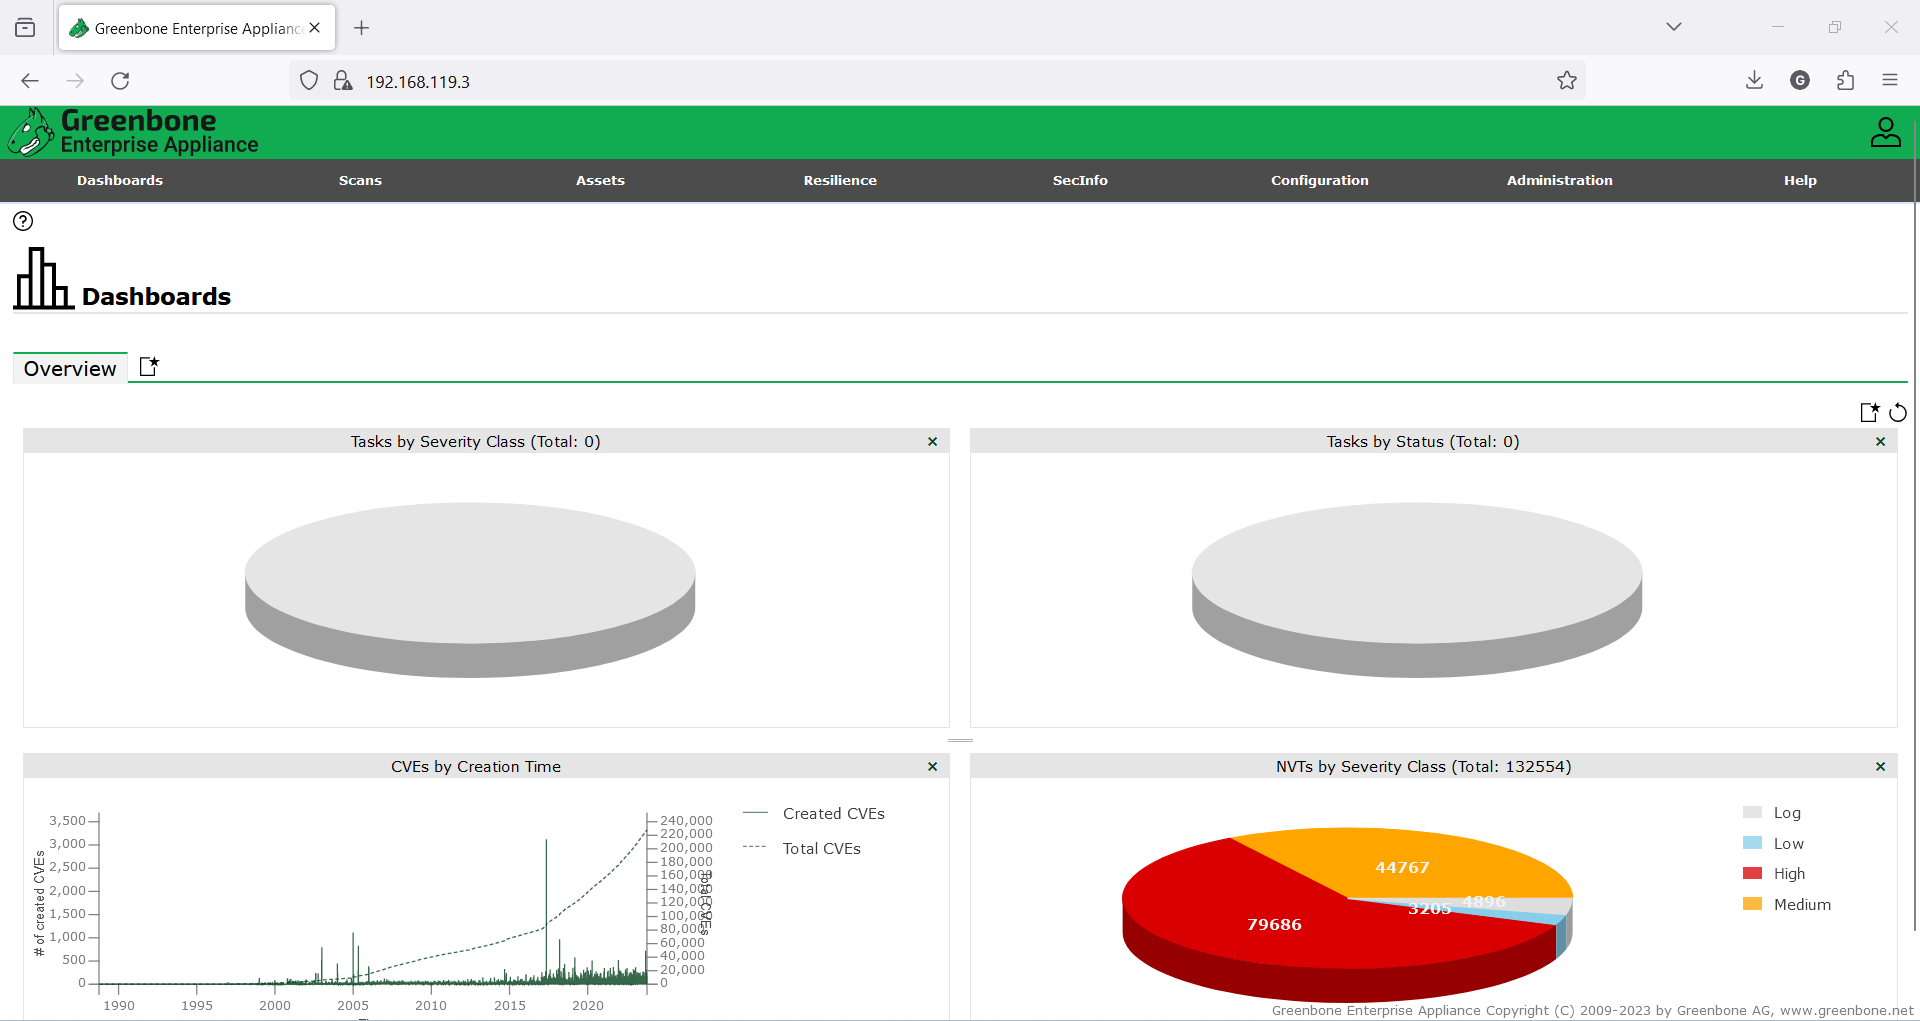 Greenbone Enterprise Appliance
192.168.119.3
Greenbone
Enterprise Appliance
Dashboards Scans Assets Resilience SecInfo Configuration Administration Help
Dashboards
Overview
Tasks by Severity Class (Total: 0)
Tasks by Status (Total: 0)
CVEs by Creation Time
# of created CVEs
3,500
3,000
2,500
2,000
1,500
1,000
500
0
1990 1995 2000 2005 2010 2015 2020
240,000
220,000
200,000
180,000
160,000
140,000
120,000
100,000
80,000
60,000
40,000
20,000
0
Total CVEs
Created CVEs
Total CVEs
NVTs by Severity Class (Total: 132554)
44767
4896
3205
79686
Log
Low
High
Medium
Greenbone Enterprise Appliance Copyright (C) 2009-2023 by Greenbone AG, www.greenbone.net